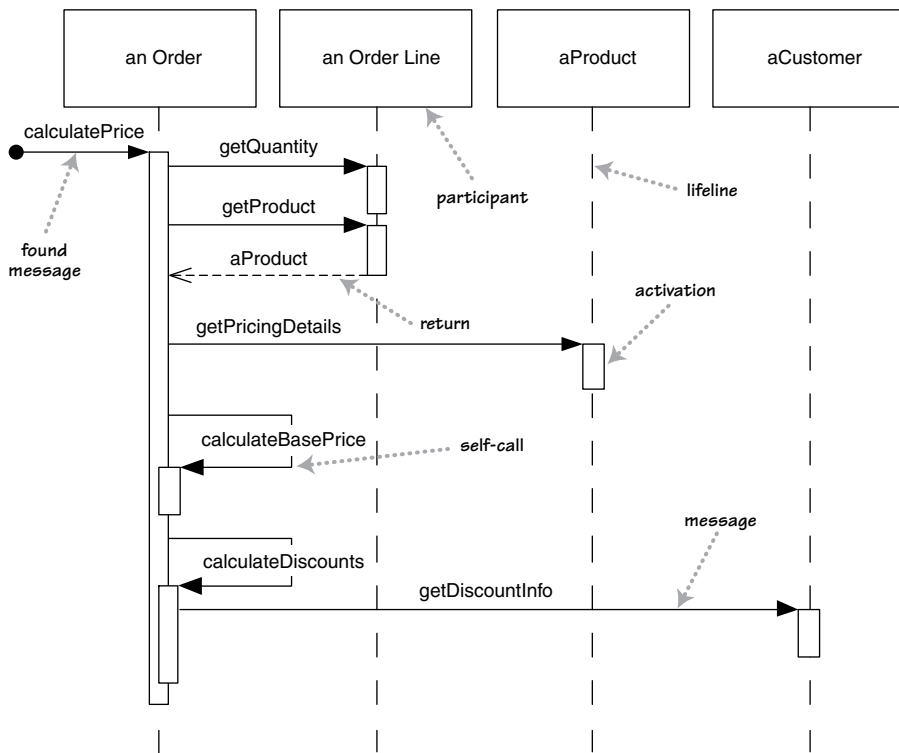 an Order
an Order Line
aProduct
aCustomer
calculatePrice
getQuantity
participant
lifeline
getProduct
found
message
aProduct
return
activation
getPricingDetails
calculateBasePrice
self-call
message
calculateDiscounts
getDiscountInfo